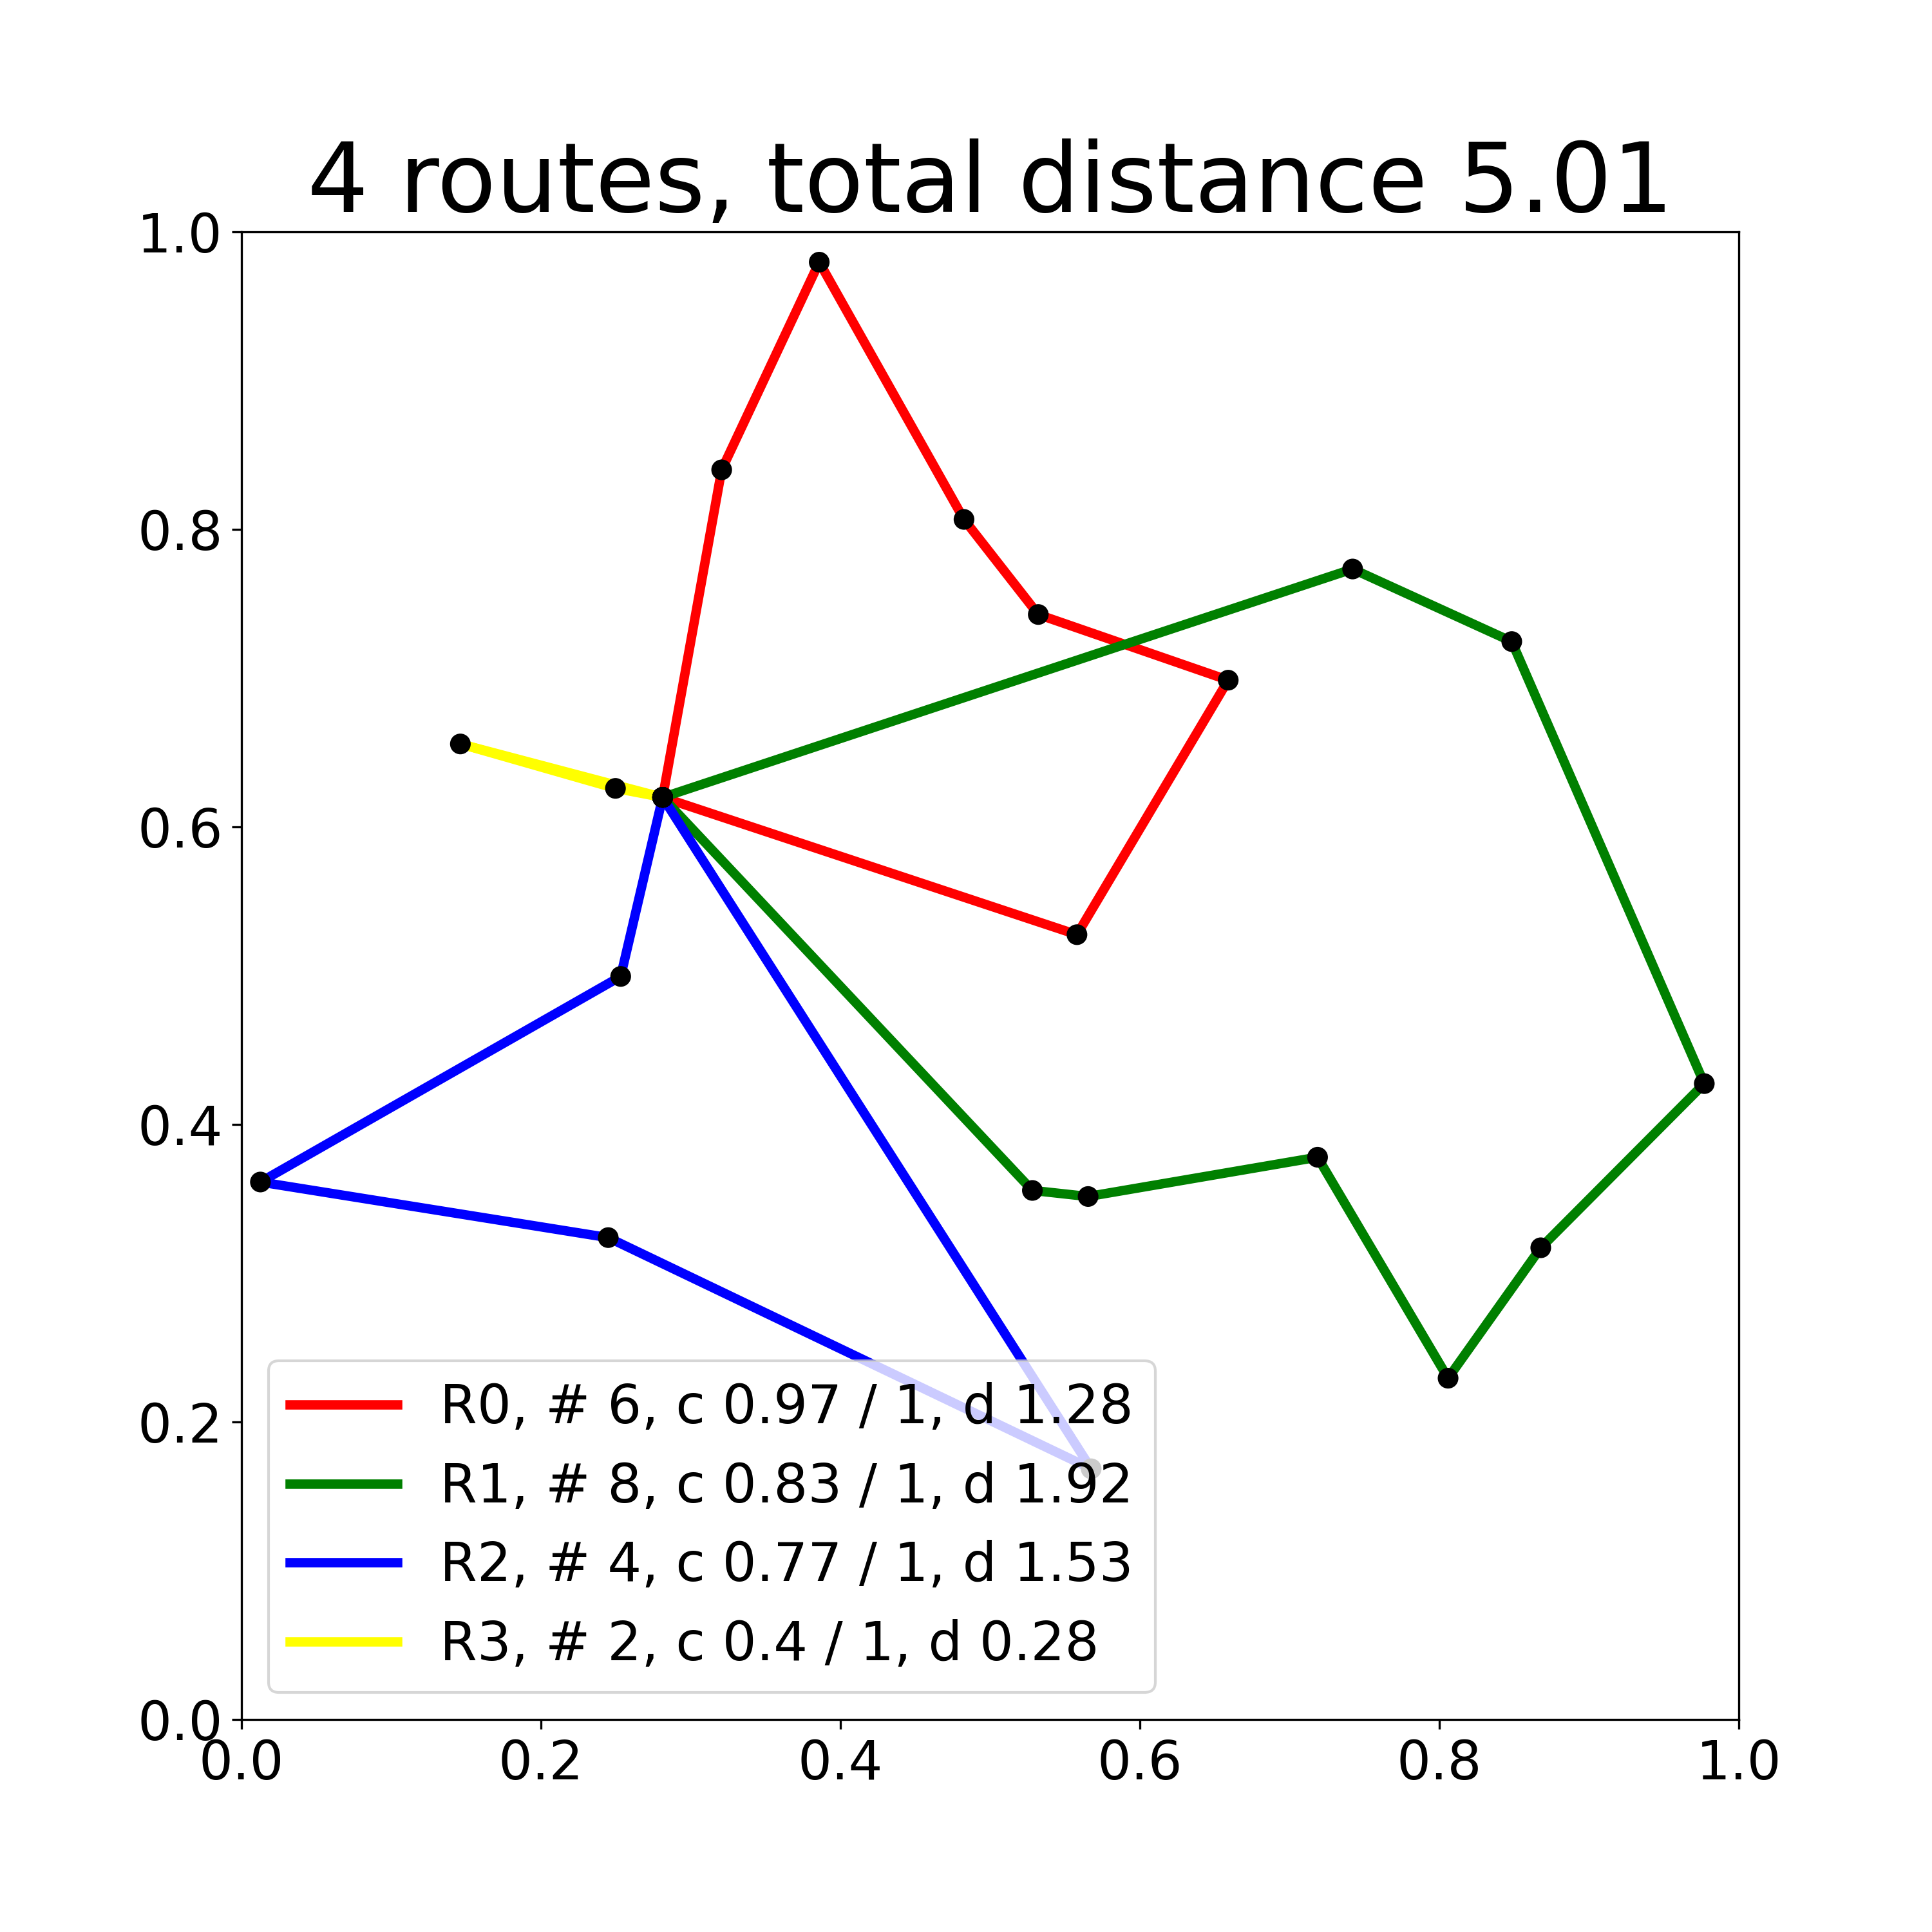 4 routes, total distance 5.01
1.0
0.8
0.6
0.4
0.2
0.0
R0, # 6, c 0.97 / 1, d 1.28
R1, # 8, c 0.83 / 1, d 1.92
R2, # 4, c 0.77 / 1, d 1.53
R3, # 2, c 0.4 / 1, d 0.28
0.0 0.2 0.4 0.6 0.8 1.0